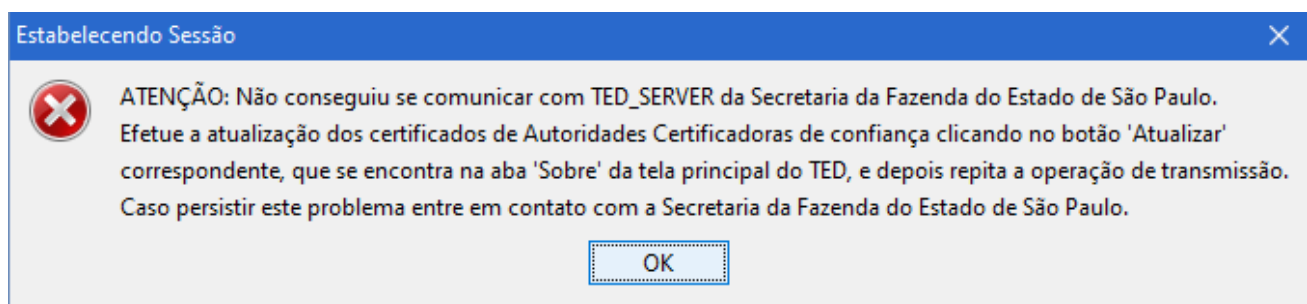 Estabelecendo Sessão
ATENÇÃO: Não conseguiu se comunicar com TED_SERVER da Secretaria da Fazenda do Estado de São Paulo.
Efetue a atualização dos certificados de Autoridades Certificadoras de confiança clicando no botão 'Atualizar'
correspondente, que se encontra na aba 'Sobre' da tela principal do TED, e depois repita a operação de transmissão.
Caso persistir este problema entre em contato com a Secretaria da Fazenda do Estado de São Paulo.
OK